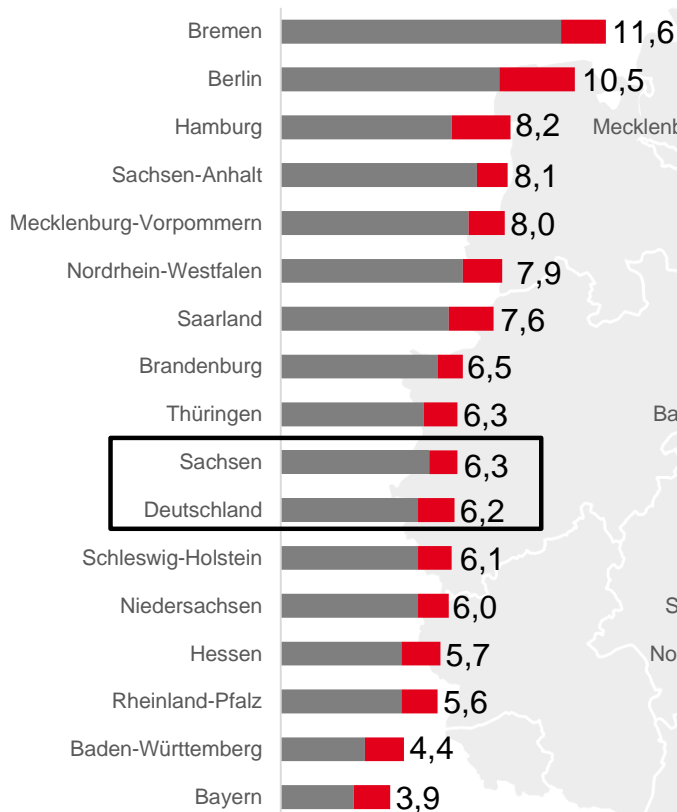 Bremen 11,6
Berlin 10,5
Hamburg 8,2 Mecklenb
Sachsen-Anhalt 8,1
Mecklenburg-Vorpommern 8,0
Nordrhein-Westfalen 7,9
Saarland 7,6
Brandenburg 6,5
Thüringen 6,3 Ba
Sachsen 6,3
Deutschland 6,2
Schleswig-Holstein 6,1
Niedersachsen 6,0 S
Hessen 5,7 No
Rheinland-Pfalz 5,6
Baden-Württemberg 4,4
Bayern 3,9